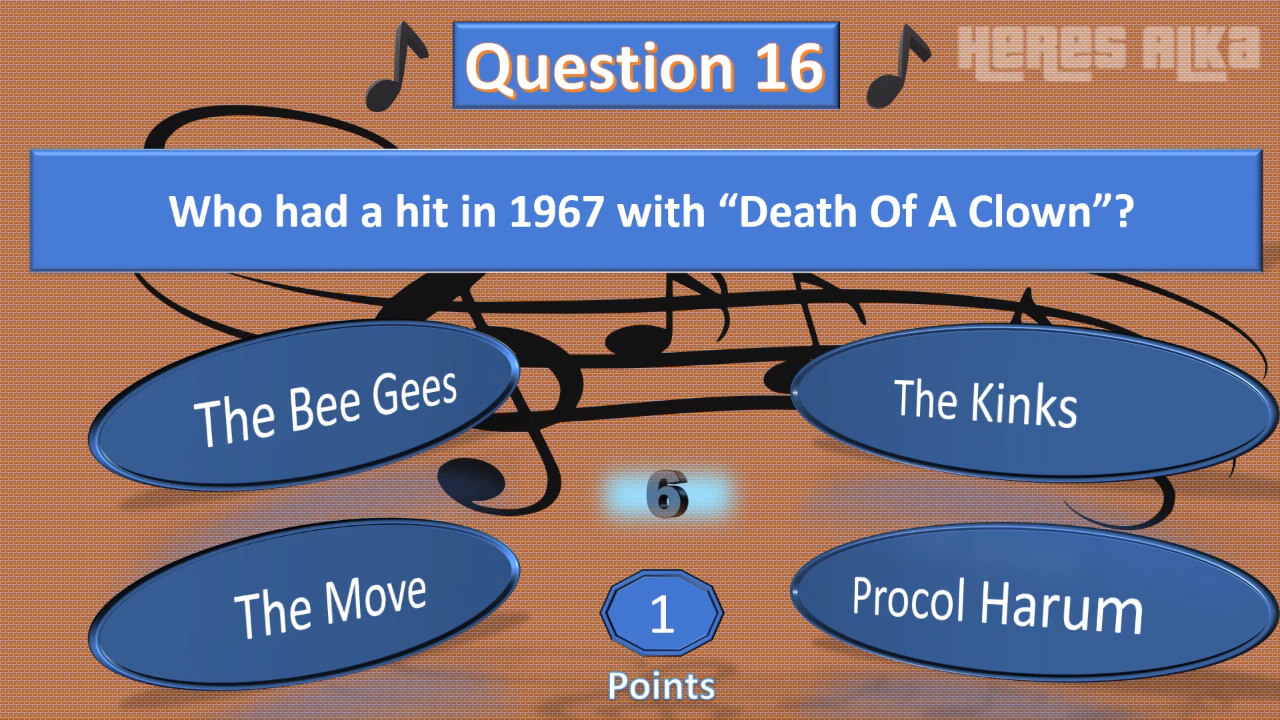 Question 16
HERES ALKA
Who had a hit in 1967 with “Death Of A Clown”?
The Bee Gees
The Kinks
6
The Move
Procol Harum
1
Points